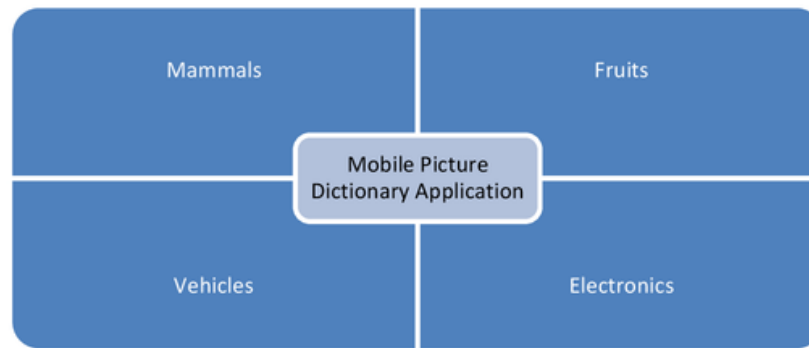 Mammals
Fruits
Mobile Picture
Dictionary Application
Vehicles
Electronics